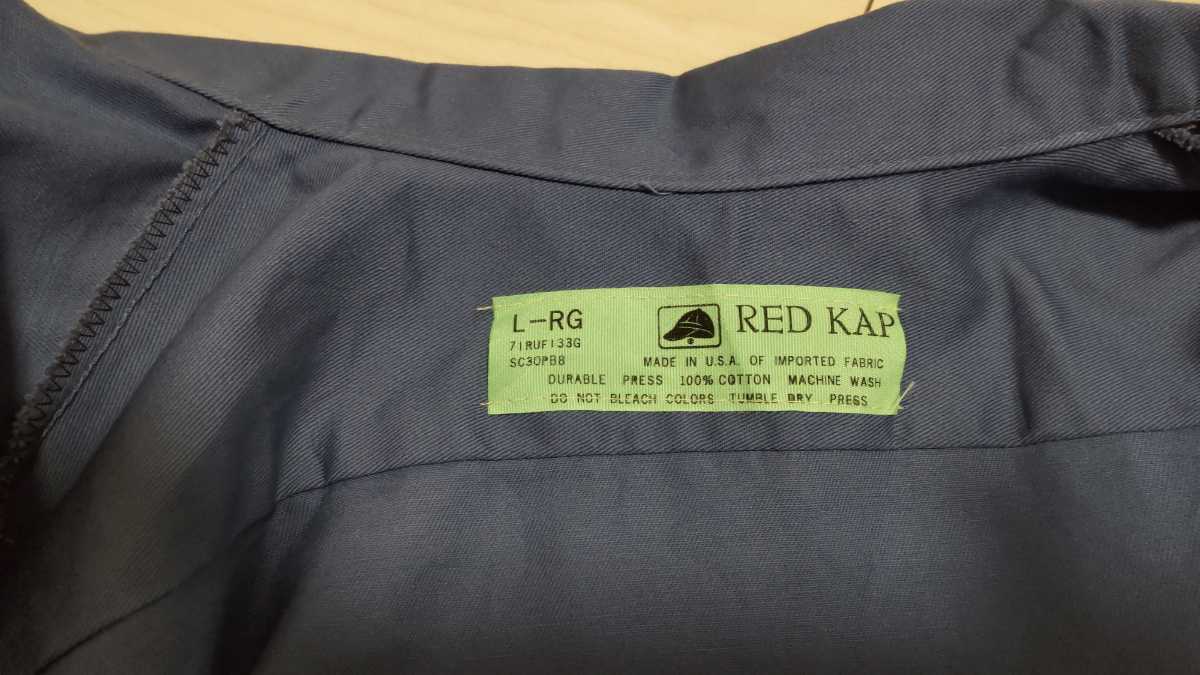 L-RG
RED KAP
71RUF133G
SC30PB8 MADE IN U.S.A. OF IMPORTED FABRIC
DURABLE PRESS 100% COTTON MACHINE WASH
DO NOT BLEACH COLORS TUMBLE DRY PRESS